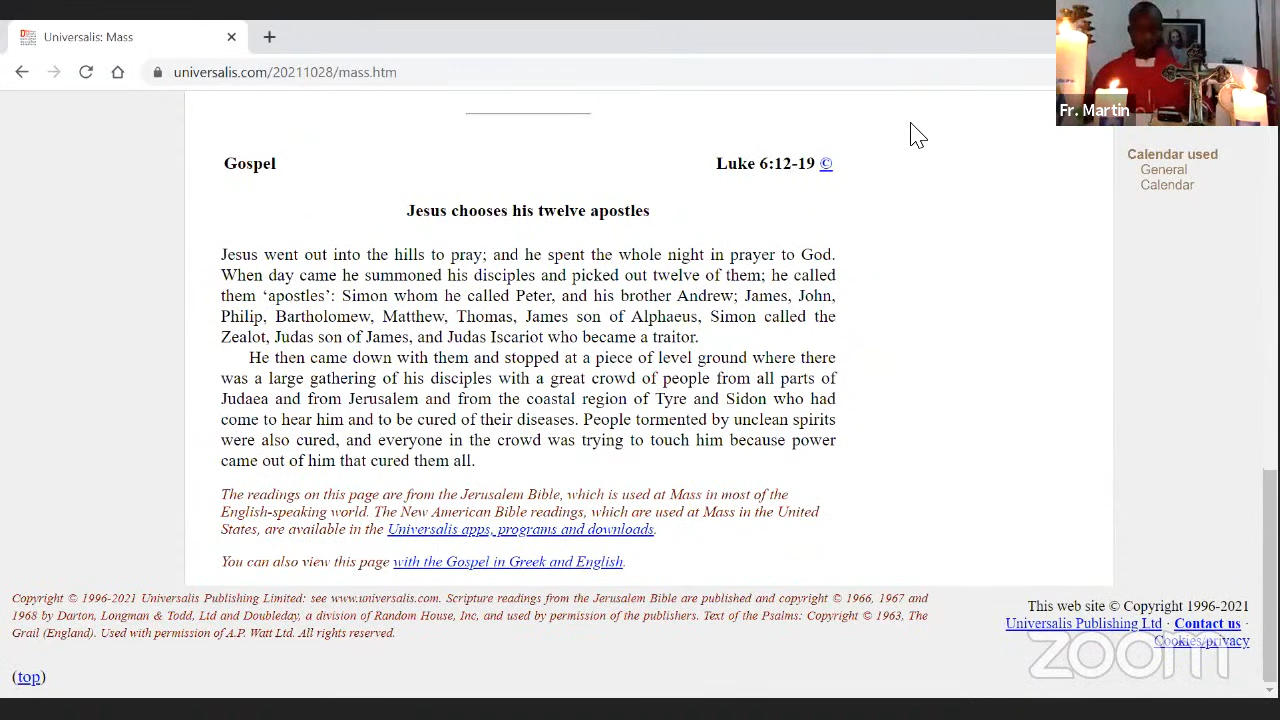 Universalis: Mass
universalis.com/20211028/mass.htm
Fr. Martin
Calendar used
General
Calendar
Gospel Luke 6:12-19 ©
Jesus chooses his twelve apostles
Jesus went out into the hills to pray; and he spent the whole night in prayer to God.
When day came he summoned his disciples and picked out twelve of them; he called
them ‘apostles’: Simon whom he called Peter, and his brother Andrew; James, John,
Philip, Bartholomew, Matthew, Thomas, James son of Alphaeus, Simon called the
Zealot, Judas son of James, and Judas Iscariot who became a traitor.
He then came down with them and stopped at a piece of level ground where there
was a large gathering of his disciples with a great crowd of people from all parts of
Judaea and from Jerusalem and from the coastal region of Tyre and Sidon who had
come to hear him and to be cured of their diseases. People tormented by unclean spirits
were also cured, and everyone in the crowd was trying to touch him because power
came out of him that cured them all.
The readings on this page are from the Jerusalem Bible, which is used at Mass in most of the
English-speaking world. The New American Bible readings, which are used at Mass in the United
States, are available in the Universalis apps, programs and downloads.
You can also view this page with the Gospel in Greek and English.
Copyright © 1996-2021 Universalis Publishing Limited: see www.universalis.com. Scripture readings from the Jerusalem Bible are published and copyright © 1966, 1967 and
1968 by Darton, Longman & Todd, Ltd and Doubleday, a division of Random House, Inc, and used by permission of the publishers. Text of the Psalms: Copyright © 1963, The
Grail (England). Used with permission of A.P. Watt Ltd. All rights reserved.
This web site © Copyright 1996-2021
Universalis Publishing Ltd · Contact us ·
Cookies/privacy
zoom
(top)